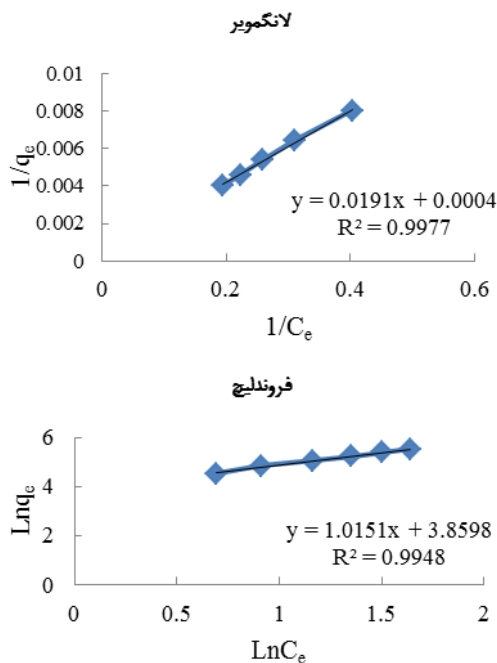 لانگمویر
0.01
0.008
0.006
0.004
0.002
0
1/qₑ
y = 0.0191x + 0.0004
R² = 0.9977
0 0.2 0.4 0.6
1/Cₑ
فروندلیچ
6
4
2
0
Lnqₑ
y = 1.0151x + 3.8598
R² = 0.9948
0 0.5 1 1.5 2
LnCₑ